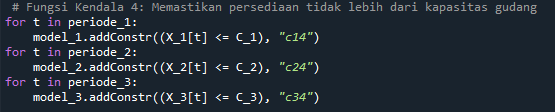 # Fungsi Kendala 4: Memastikan persediaan tidak lebih dari kapasitas gudang
for t in periode_1:
    model_1.addConstr((X_1[t] <= C_1), "c14")
for t in periode_2:
    model_2.addConstr((X_2[t] <= C_2), "c24")
for t in periode_3:
    model_3.addConstr((X_3[t] <= C_3), "c34")